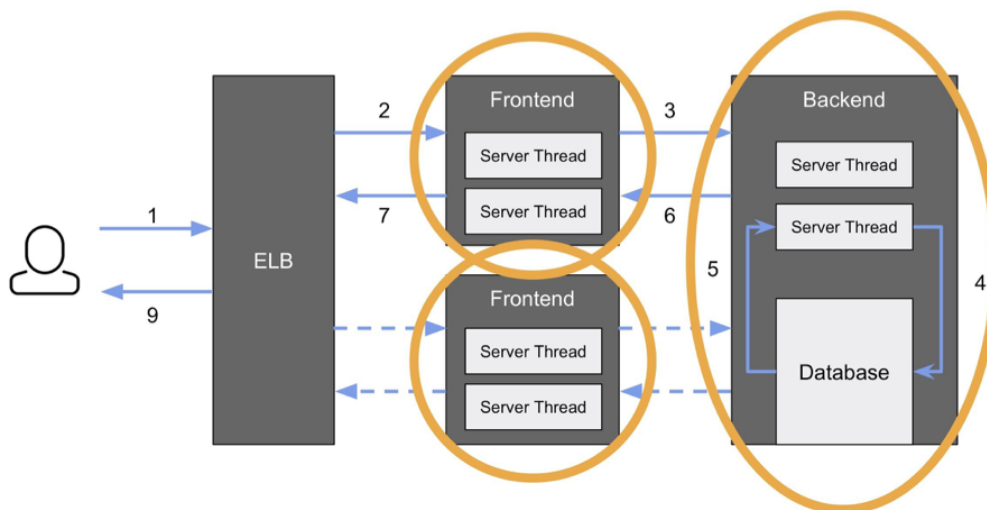 Frontend
Backend
2
3
Server Thread
Server Thread
Server Thread
7
6
Server Thread
1
ELB
5
4
9
Frontend
Server Thread
Database
Server Thread